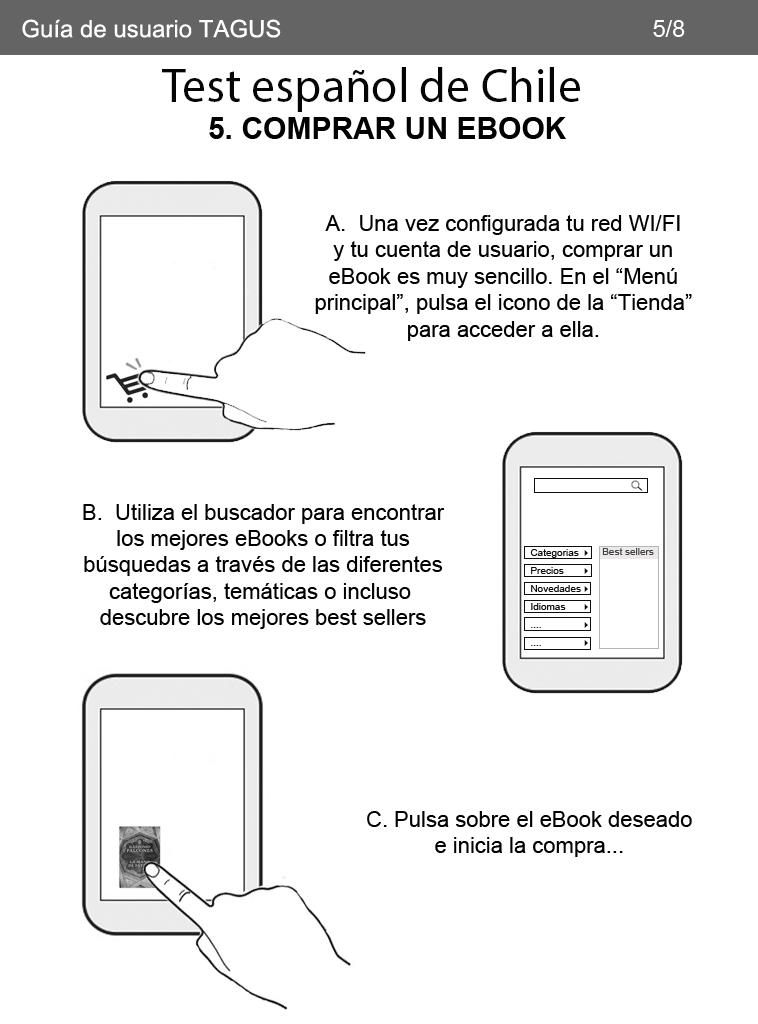 Guía de usuario TAGUS
5/8
Test español de Chile
5. COMPRAR UN EBOOK
A. Una vez configurada tu red WI/FI
y tu cuenta de usuario, comprar un
eBook es muy sencillo. En el “Menú
principal”, pulsa el icono de la “Tienda”
para acceder a ella.
B. Utiliza el buscador para encontrar
los mejores eBooks o filtra tus
búsquedas a través de las diferentes
categorías, temáticas o incluso
descubre los mejores best sellers
Categorias
Precios
Novedades
Idiomas
....
....
Best sellers
FALCONES
C. Pulsa sobre el eBook deseado
e inicia la compra...